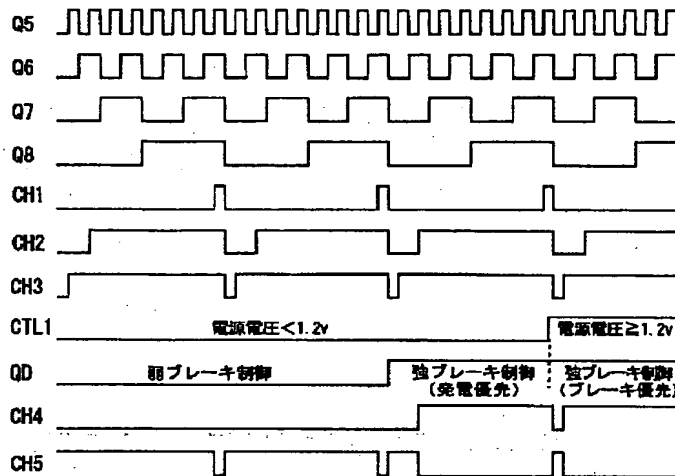 Q5
Q6
Q7
Q8
CH1
CH2
CH3
CTL1
電源電圧<1.2v
電源電圧≧1.2v
QD
弱ブレーキ制御
強ブレーキ制御
(発電優先)
強ブレーキ制御
(ブレーキ優先)
CH4
CH5